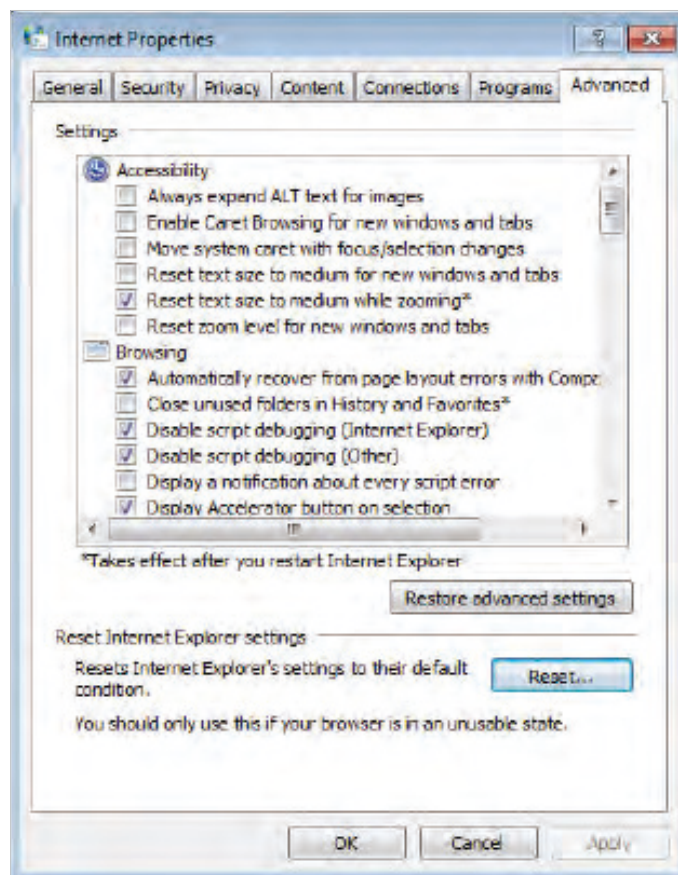 Internet Properties
General Security Privacy Content Connections Programs Advanced
Settings
Accessibility
Always expand ALT text for images
Enable Caret Browsing for new windows and tabs
Move system caret with focus/selection changes
Reset text size to medium for new windows and tabs
Reset text size to medium while zooming*
Reset zoom level for new windows and tabs
Browsing
Automatically recover from page layout errors with Compa
Close unused folders in History and Favorites*
Disable script debugging (Internet Explorer)
Disable script debugging (Other)
Display a notification about every script error
Display Accelerator button on selection
*Takes effect after you restart Internet Explorer
Restore advanced settings
Reset Internet Explorer settings
Resets Internet Explorer's settings to their default
condition.
Reset...
You should only use this if your browser is in an unusable state.
OK Cancel Apply